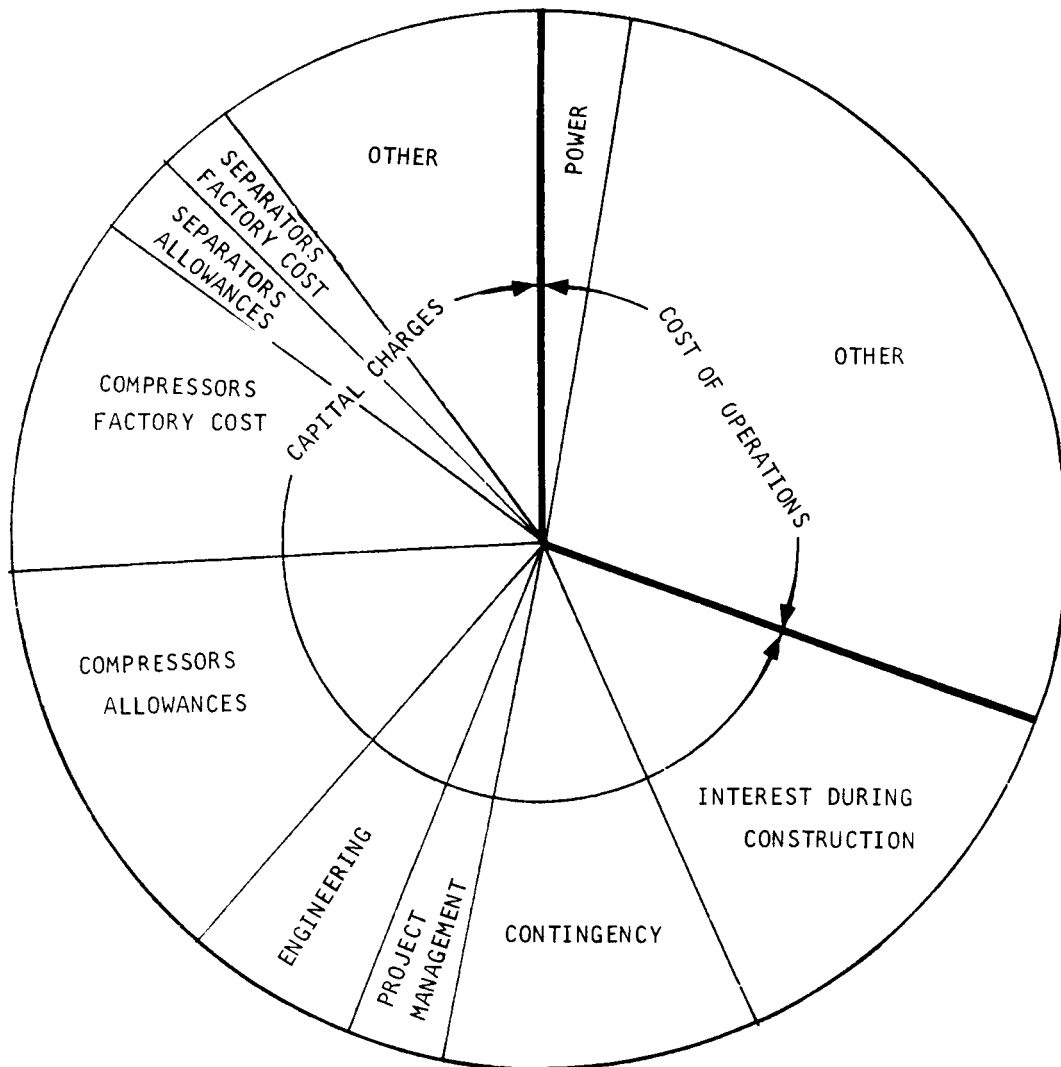 OTHER
POWER
SEPARATORS
FACTORY COST
SEPARATORS
ALLOWANCES
CAPITAL CHARGES
COST OF OPERATIONS
OTHER
COMPRESSORS
FACTORY COST
COMPRESSORS
ALLOWANCES
INTEREST DURING
CONSTRUCTION
ENGINEERING
PROJECT
MANAGEMENT
CONTINGENCY